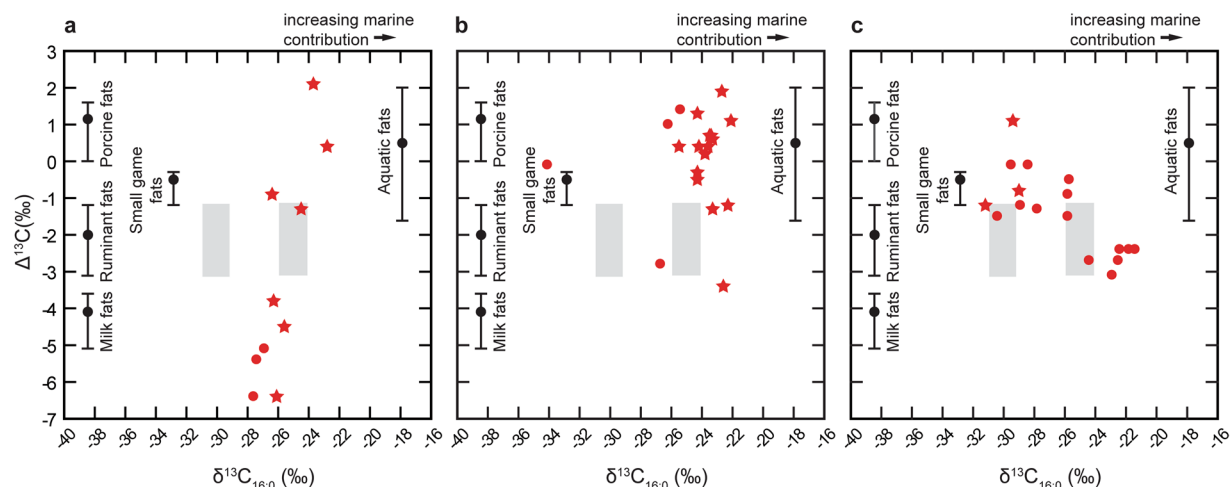 a
increasing marine
contribution →
b
increasing marine
contribution →
c
increasing marine
contribution →
Δ¹³C(‰)
3
2
1
0
-1
-2
-3
-4
-5
-6
-7
Porcine fats
Ruminant fats
Milk fats
Small game
fats
Aquatic fats
-40
-38
-36
-34
-32
-30
-28
-26
-24
-22
-20
-18
-16
δ¹³C₁₆:₀ (‰)
Porcine fats
Ruminant fats
Milk fats
Small game
fats
Aquatic fats
-40
-38
-36
-34
-32
-30
-28
-26
-24
-22
-20
-18
-16
δ¹³C₁₆:₀ (‰)
Porcine fats
Ruminant fats
Milk fats
Small game
fats
Aquatic fats
-40
-38
-36
-34
-32
-30
-28
-26
-24
-22
-20
-18
-16
δ¹³C₁₆:₀ (‰)